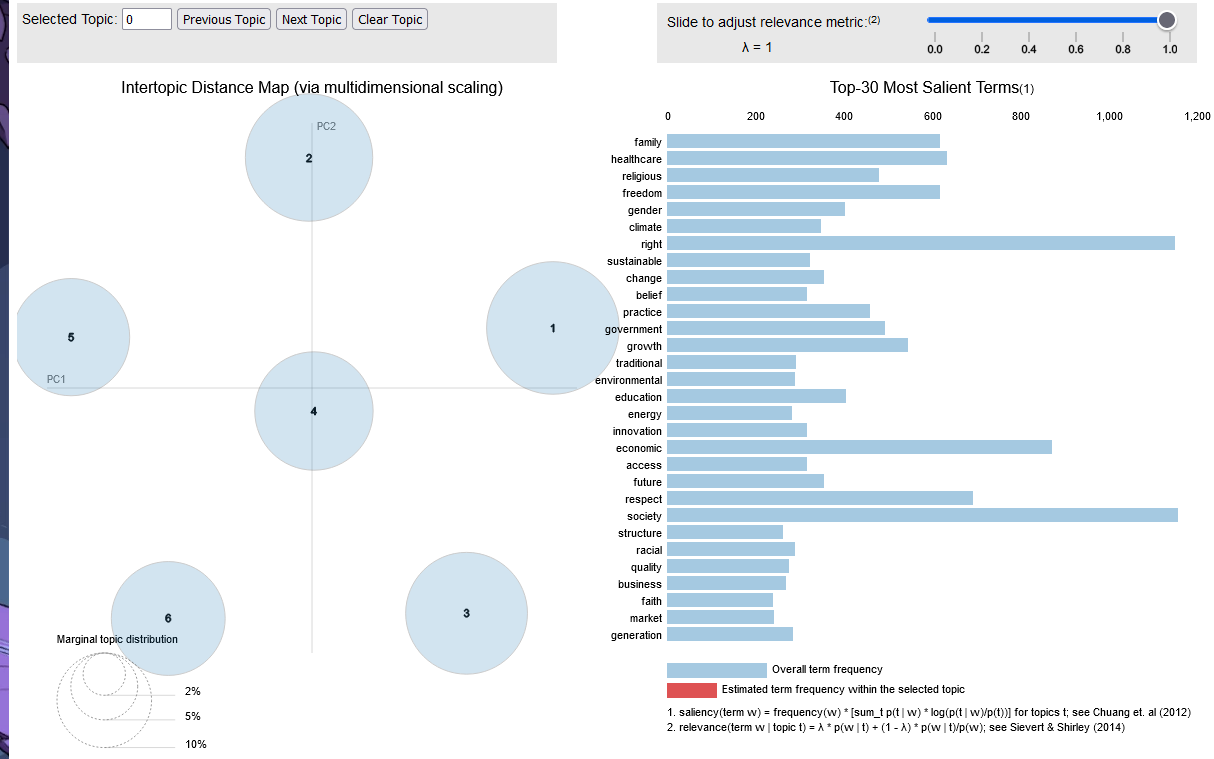 Selected Topic: 0 Previous Topic Next Topic Clear Topic
Slide to adjust relevance metric:(2)
λ = 1
0.0 0.2 0.4 0.6 0.8 1.0
Intertopic Distance Map (via multidimensional scaling)
PC2
2
5
1
PC1
4
6
3
Marginal topic distribution
2%
5%
10%
Top-30 Most Salient Terms(1)
0 200 400 600 800 1,000 1,200
family
healthcare
religious
freedom
gender
climate
right
sustainable
change
belief
practice
government
growth
traditional
environmental
education
energy
innovation
economic
access
future
respect
society
structure
racial
quality
business
faith
market
generation
Overall term frequency
Estimated term frequency within the selected topic
1. saliency(term w) = frequency(w) * [sum_t p(t | w) * log(p(t | w)/p(t))] for topics t; see Chuang et. al (2012)
2. relevance(term w | topic t) = λ * p(w | t) + (1 - λ) * p(w | t)/p(w); see Sievert & Shirley (2014)